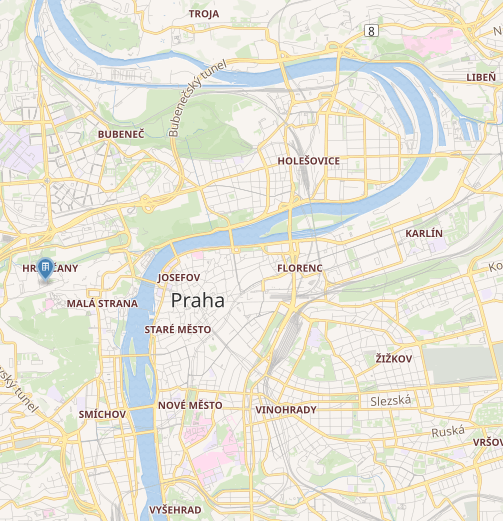 TROJA
8
LIBEŇ
Bubenečský tunel
BUBENEČ
HOLEŠOVICE
KARLÍN
HRADČANY
JOSEFOV
FLORENC
MALÁ STRANA
Praha
STARÉ MĚSTO
ŽIŽKOV
Slezská
SMÍCHOV
NOVÉ MĚSTO
VINOHRADY
Ruská
VYŠEHRAD